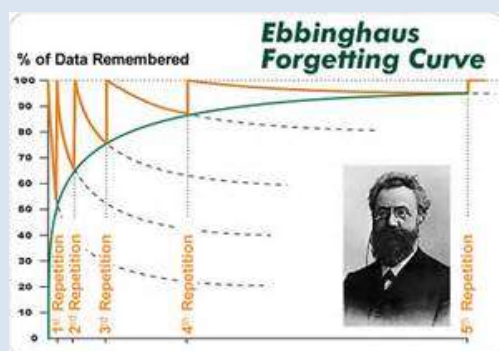 Ebbinghaus
Forgetting Curve
% of Data Remembered
100
90
80
70
60
50
40
30
20
10
0
1st Repetition
2nd Repetition
3rd Repetition
4th Repetition
5th Repetition